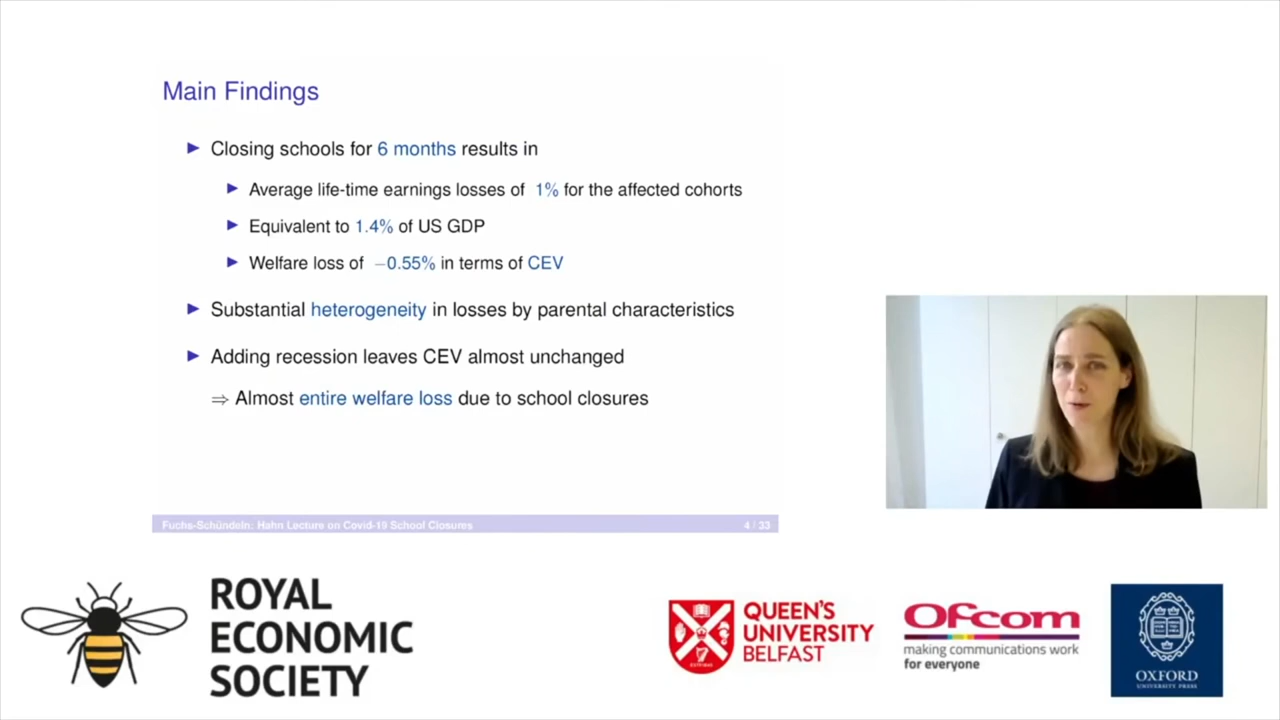 Main Findings
Closing schools for 6 months results in
Average life-time earnings losses of 1% for the affected cohorts
Equivalent to 1.4% of US GDP
Welfare loss of −0.55% in terms of CEV
Substantial heterogeneity in losses by parental characteristics
Adding recession leaves CEV almost unchanged
⇒ Almost entire welfare loss due to school closures
Fuchs-Schündeln: Hahn Lecture on Covid-19 School Closures 4 / 33
ROYAL
ECONOMIC
SOCIETY
QUEEN'S
UNIVERSITY
BELFAST
Ofcom
making communications work
for everyone
OXFORD
UNIVERSITY PRESS